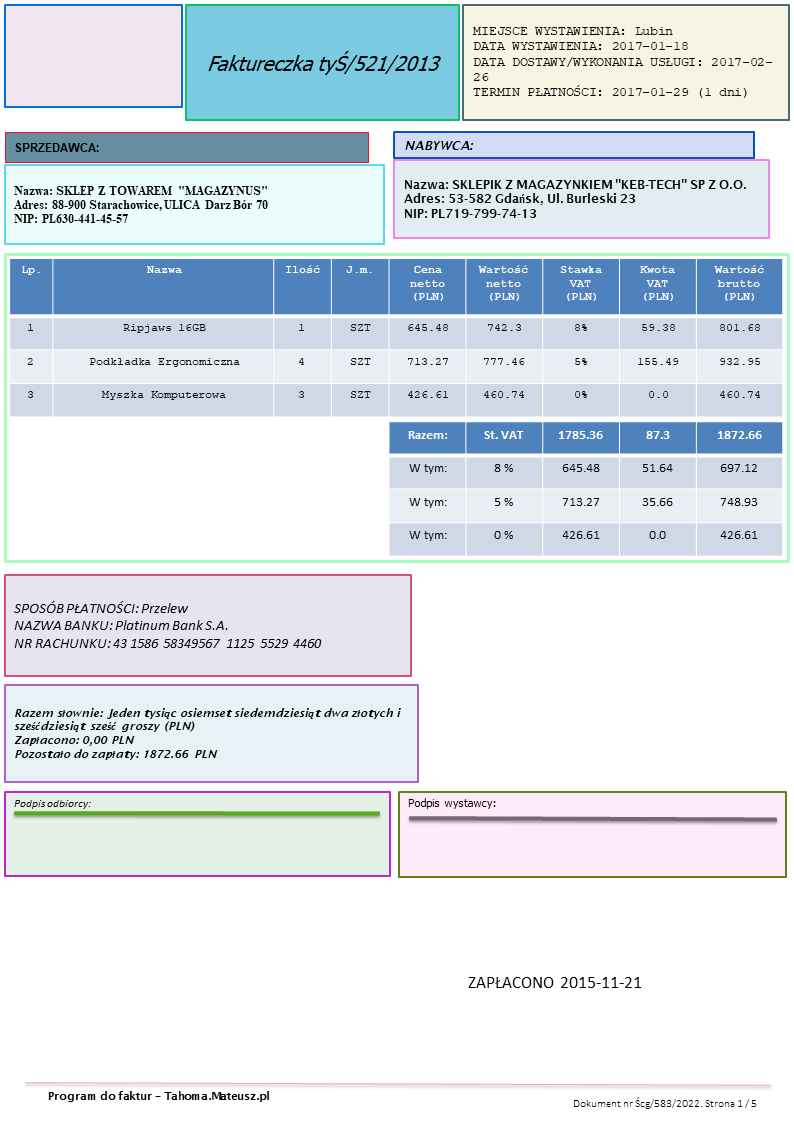 Faktureczka tyŚ/521/2013
MIEJSCE WYSTAWIENIA: Lubin
DATA WYSTAWIENIA: 2017-01-18
DATA DOSTAWY/WYKONANIA USŁUGI: 2017-02-
26
TERMIN PŁATNOŚCI: 2017-01-29 (1 dni)
SPRZEDAWCA:
Nazwa: SKLEP Z TOWAREM "MAGAZYNUS"
Adres: 88-900 Starachowice, ULICA Darz Bór 70
NIP: PL630-441-45-57
NABYWCA:
Nazwa: SKLEPIK Z MAGAZYNKIEM "KEB-TECH" SP Z O.O.
Adres: 53-582 Gdańsk, Ul. Burleski 23
NIP: PL719-799-74-13
Lp. Nazwa Ilość J.m. Cena netto (PLN) Wartość netto (PLN) Stawka VAT (PLN) Kwota VAT (PLN) Wartość brutto (PLN)
1 Ripjaws 16GB 1 SZT 645.48 742.3 8% 59.38 801.68
2 Podkładka Ergonomiczna 4 SZT 713.27 777.46 5% 155.49 932.95
3 Myszka Komputerowa 3 SZT 426.61 460.74 0% 0.0 460.74
Razem: St. VAT 1785.36 87.3 1872.66
W tym: 8 % 645.48 51.64 697.12
W tym: 5 % 713.27 35.66 748.93
W tym: 0 % 426.61 0.0 426.61
SPOSÓB PŁATNOŚCI: Przelew
NAZWA BANKU: Platinum Bank S.A.
NR RACHUNKU: 43 1586 58349567 1125 5529 4460
Razem słownie: Jeden tysiąc osiemset siedemdziesiąt dwa złotych i
sześćdziesiąt sześć groszy (PLN)
Zapłacono: 0,00 PLN
Pozostało do zapłaty: 1872.66 PLN
Podpis odbiorcy:
Podpis wystawcy:
ZAPŁACONO 2015-11-21
Program do faktur – Tahoma.Mateusz.pl
Dokument nr Ścg/583/2022. Strona 1 / 5